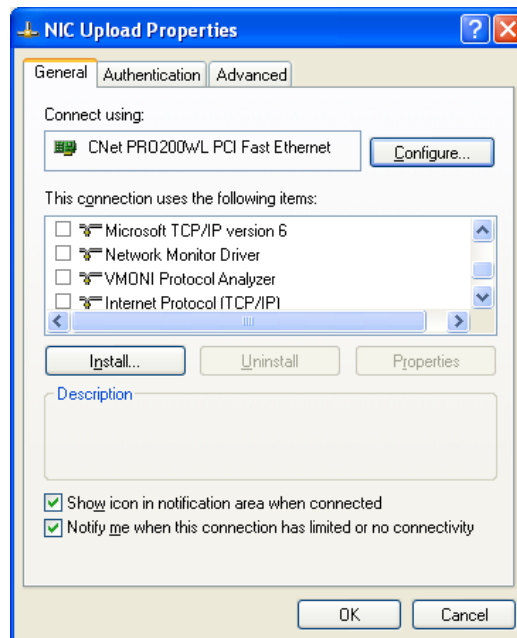 NIC Upload Properties
General Authentication Advanced
Connect using:
CNet PRO200WL PCI Fast Ethernet Configure...
This connection uses the following items:
Microsoft TCP/IP version 6
Network Monitor Driver
VMONI Protocol Analyzer
Internet Protocol (TCP/IP)
Install... Uninstall Properties
Description
Show icon in notification area when connected
Notify me when this connection has limited or no connectivity
OK Cancel